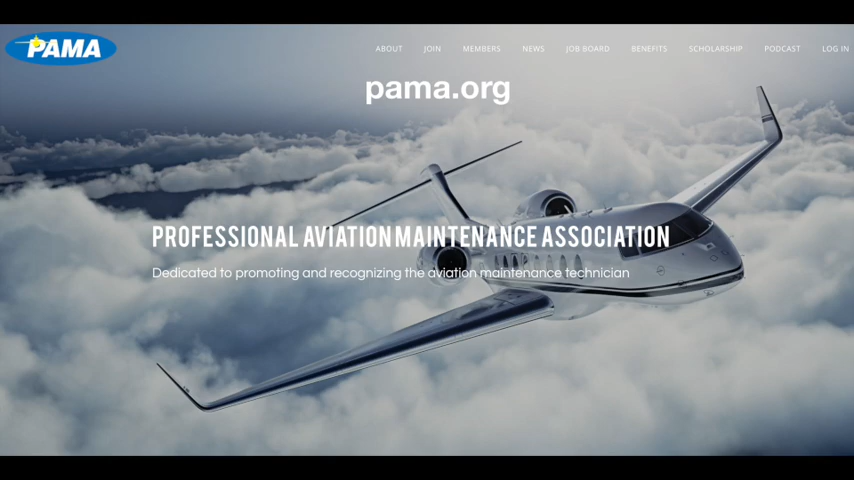 PAMA
ABOUT JOIN MEMBERS NEWS JOB BOARD BENEFITS SCHOLARSHIP PODCAST LOG IN
pama.org
PROFESSIONAL AVIATION MAINTENANCE ASSOCIATION
Dedicated to promoting and recognizing the aviation maintenance technician